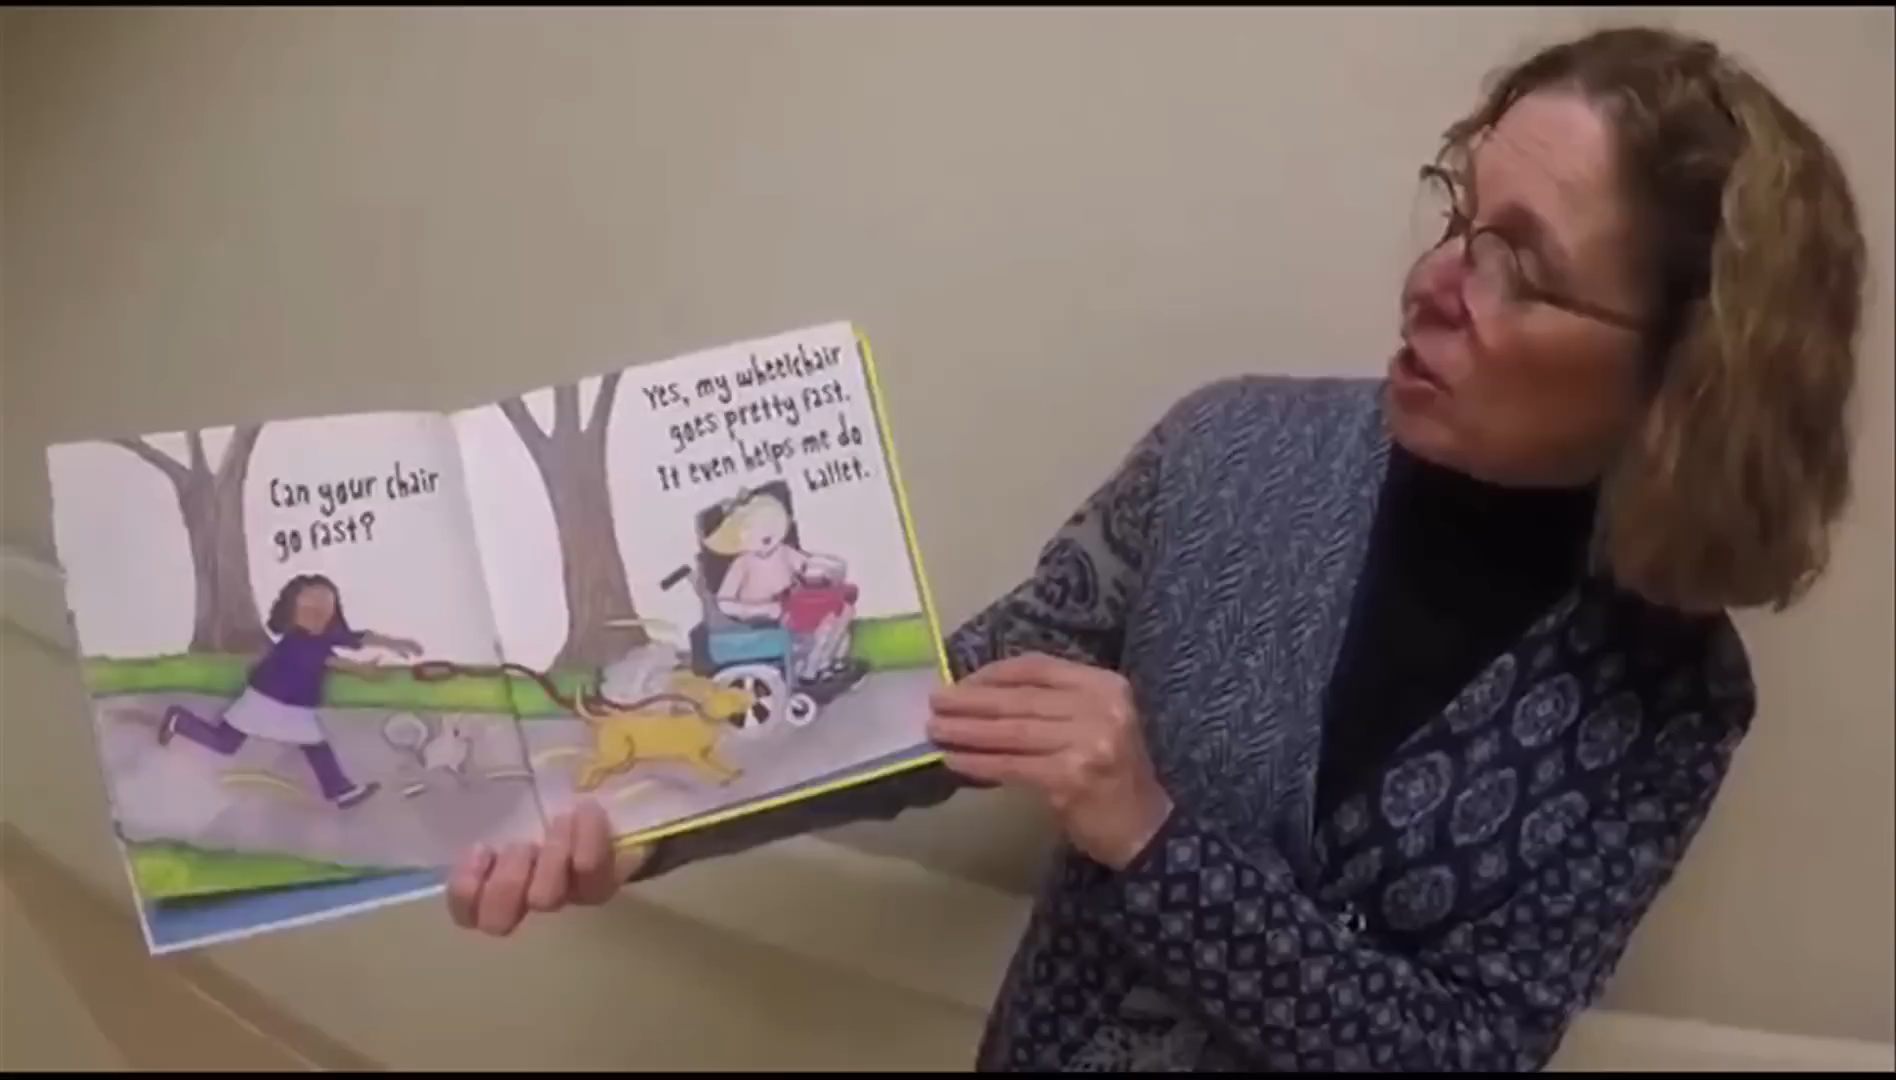 Can your chair
go fast?
Yes, my wheelchair
goes pretty fast.
It even helps me do
ballet.